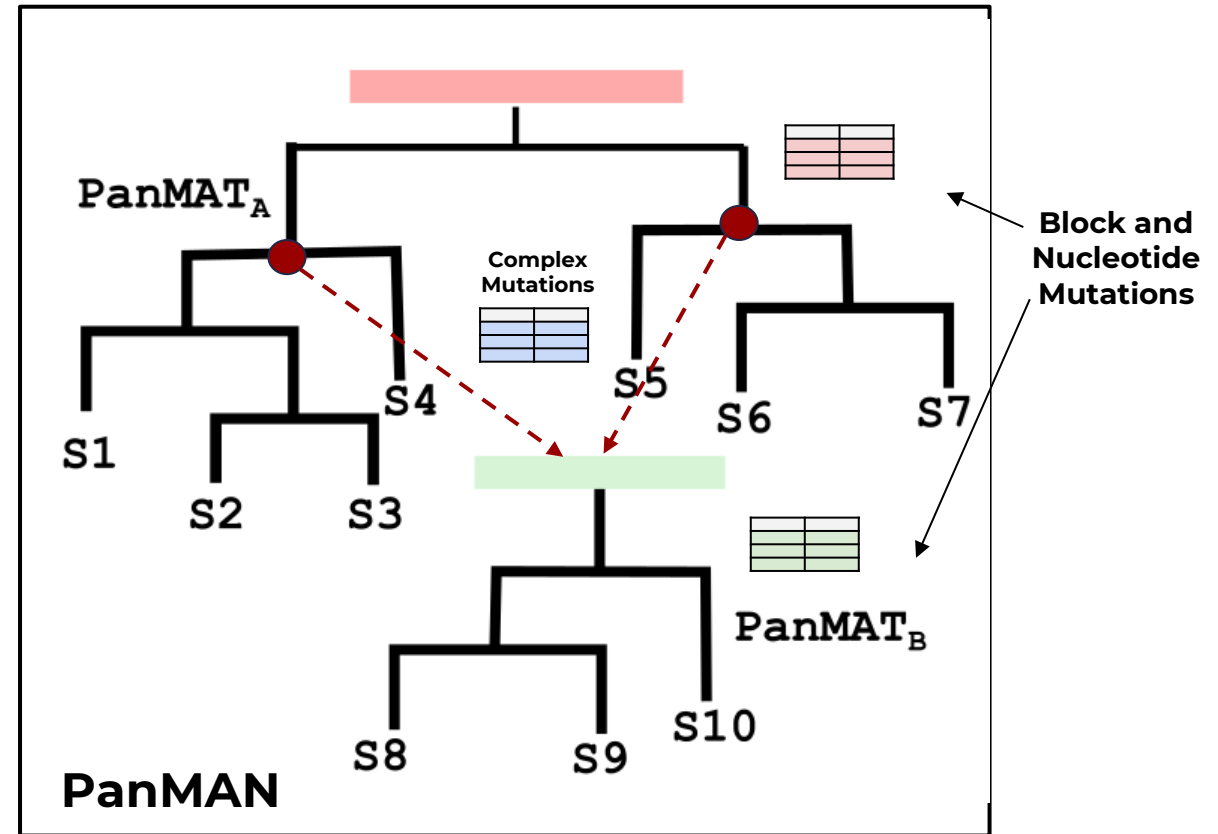 PanMAT_A
Block and
Nucleotide
Mutations
Complex
Mutations
S4
S5
S6
S7
S1
S2
S3
PanMAT_B
S10
S8
S9
PanMAN